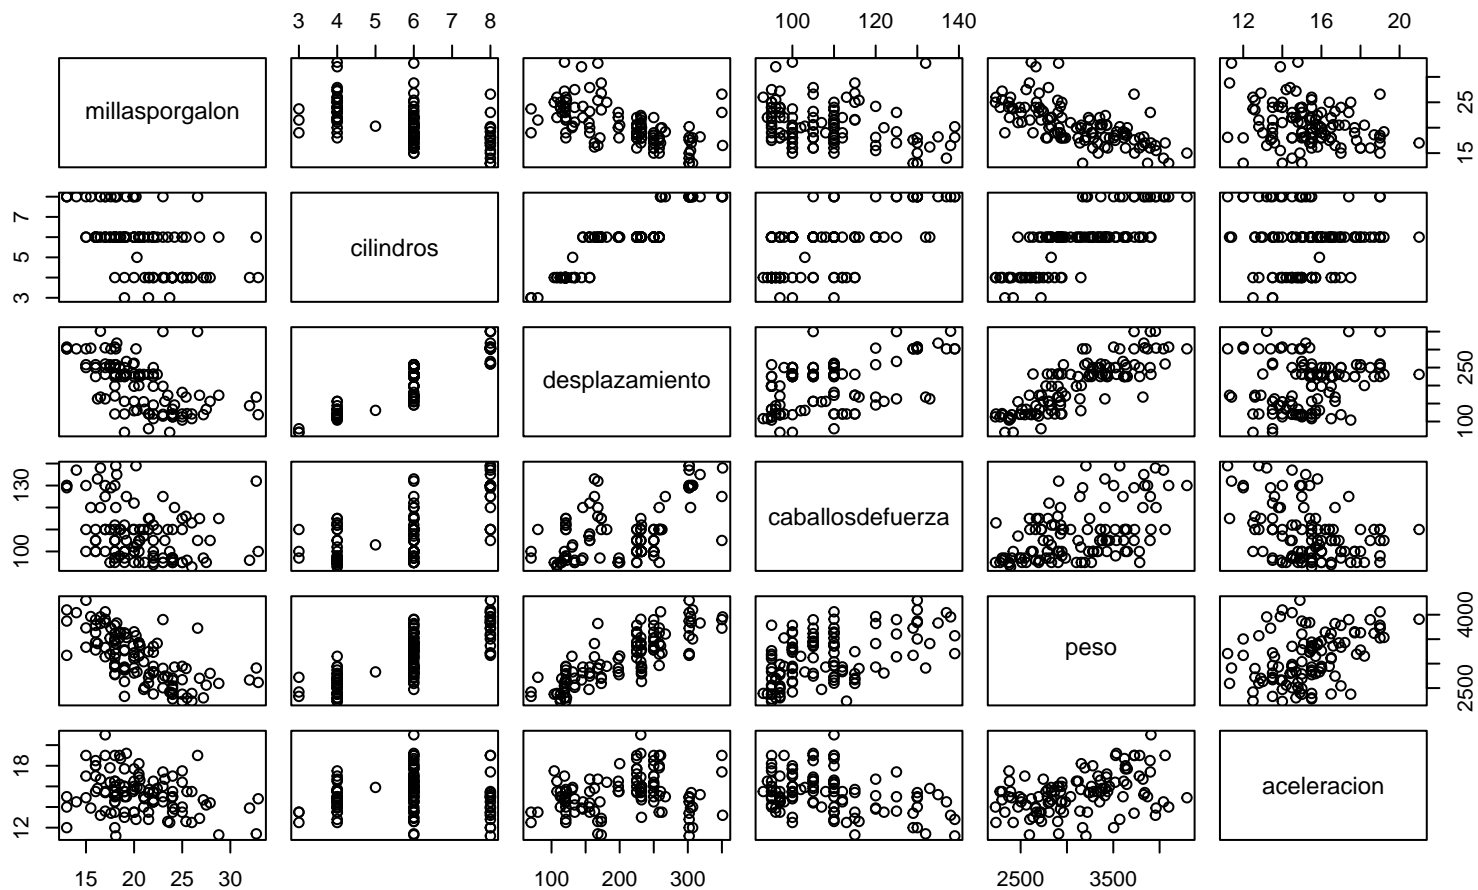 3 4 5 6 7 8 100 120 140 12 16 20
millasporgalon 15 25
3 5 7 cilindros
desplazamiento 100 250
100 130 caballosdefuerza
peso 2500 4000
12 18 aceleracion
15 20 25 30 100 300 2500 3500